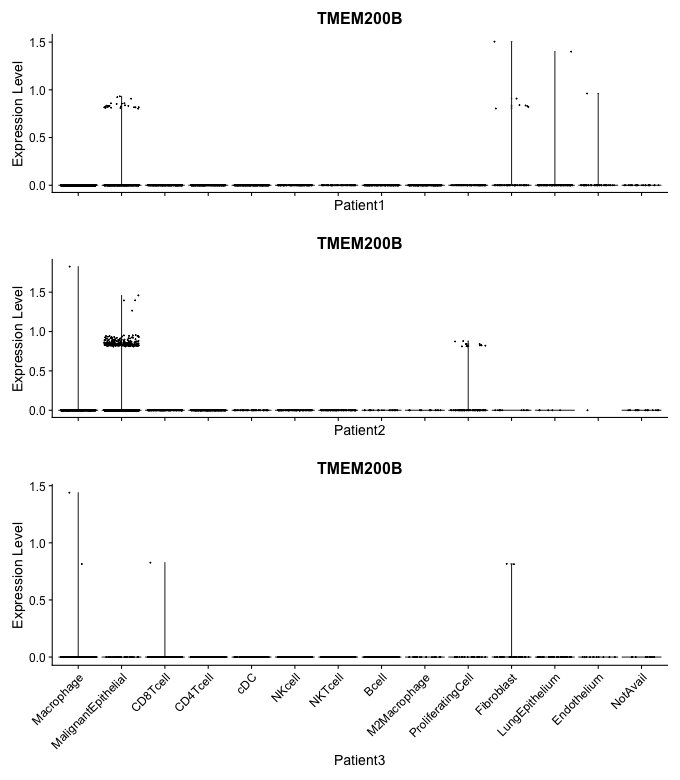 TMEM200B
Expression Level
1.5
1.0
0.5
0.0
Patient1
TMEM200B
Expression Level
1.5
1.0
0.5
0.0
Patient2
TMEM200B
Expression Level
1.5
1.0
0.5
0.0
Macrophage
MalignantEpithelial
CD8Tcell
CD4Tcell
cDC
NKcell
NKTcell
Bcell
M2Macrophage
ProliferatingCell
Fibroblast
LungEpithelium
Endothelium
NotAvail
Patient3